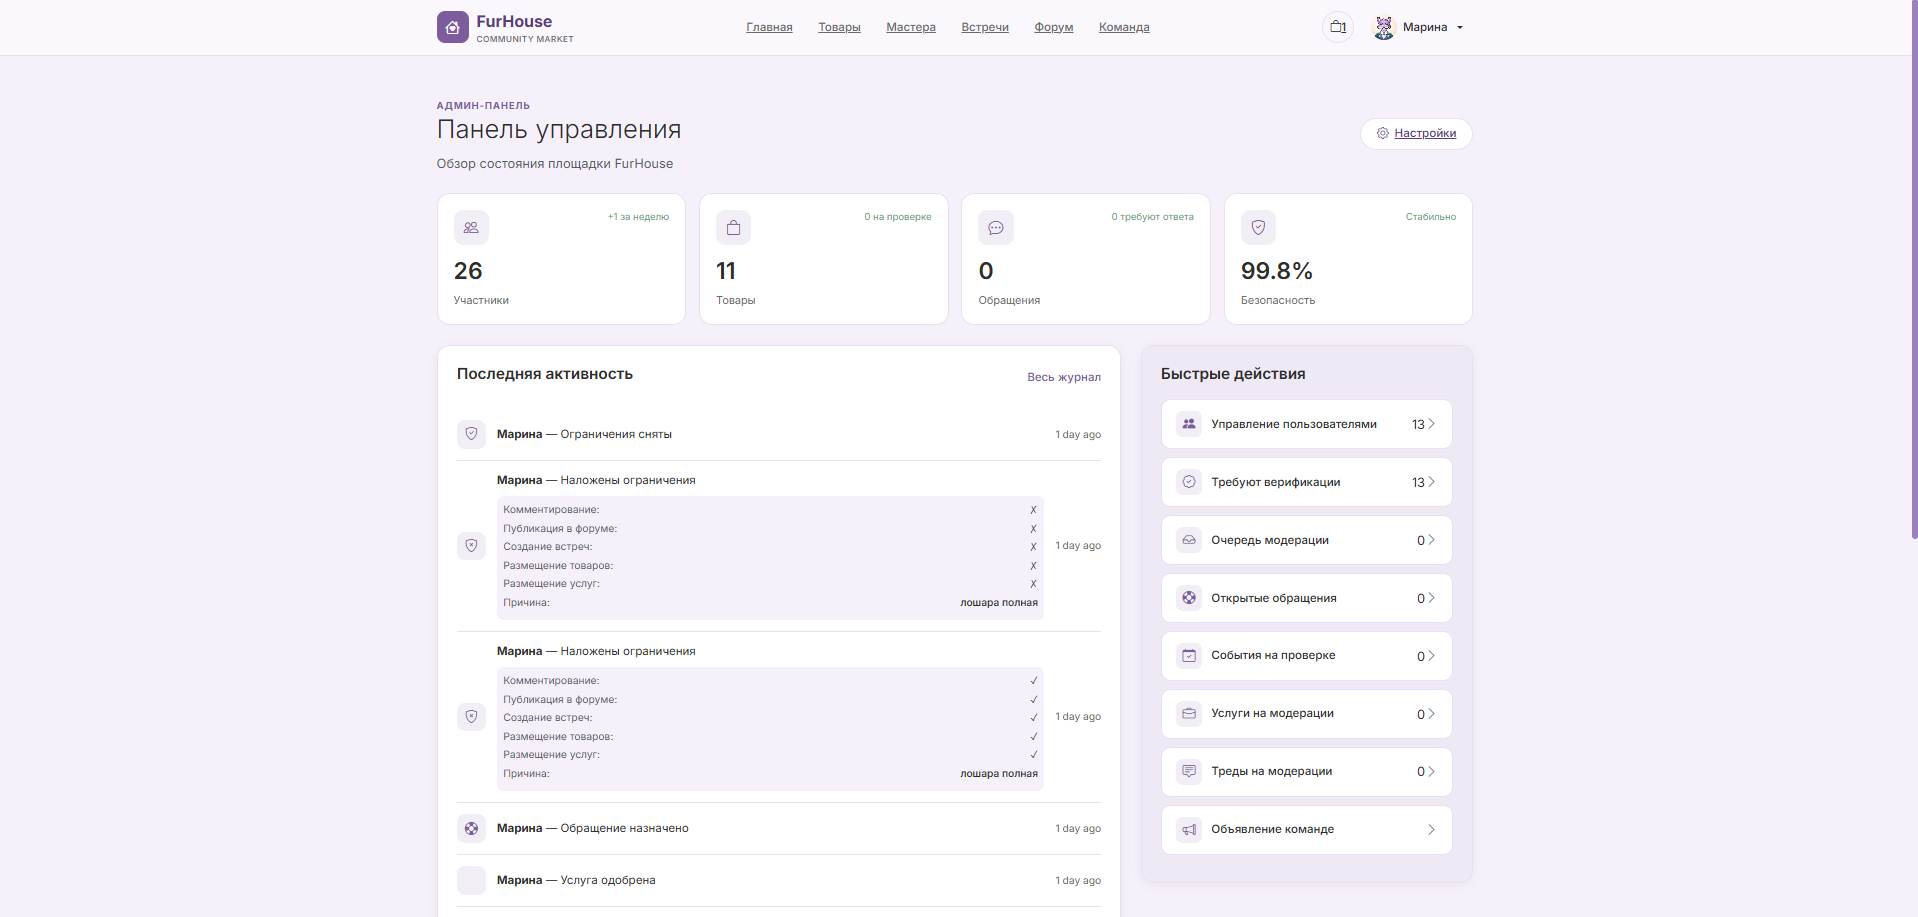 FurHouse
COMMUNITY MARKET
Главная Товары Мастера Встречи Форум Команда
1
Марина
АДМИН-ПАНЕЛЬ
Панель управления
Обзор состояния площадки FurHouse
Настройки
+1 за неделю
26
Участники
0 на проверке
11
Товары
0 требуют ответа
0
Обращения
Стабильно
99.8%
Безопасность
Последняя активность
Весь журнал
Марина — Ограничения сняты
1 day ago
Марина — Наложены ограничения
Комментирование: ✗
Публикация в форуме: ✗
Создание встреч: ✗
Размещение товаров: ✗
Размещение услуг: ✗
Причина: лошара полная
1 day ago
Марина — Наложены ограничения
Комментирование: ✓
Публикация в форуме: ✓
Создание встреч: ✓
Размещение товаров: ✓
Размещение услуг: ✓
Причина: лошара полная
1 day ago
Марина — Обращение назначено
1 day ago
Марина — Услуга одобрена
1 day ago
Быстрые действия
Управление пользователями 13
Требуют верификации 13
Очередь модерации 0
Открытые обращения 0
События на проверке 0
Услуги на модерации 0
Треды на модерации 0
Объявление команде